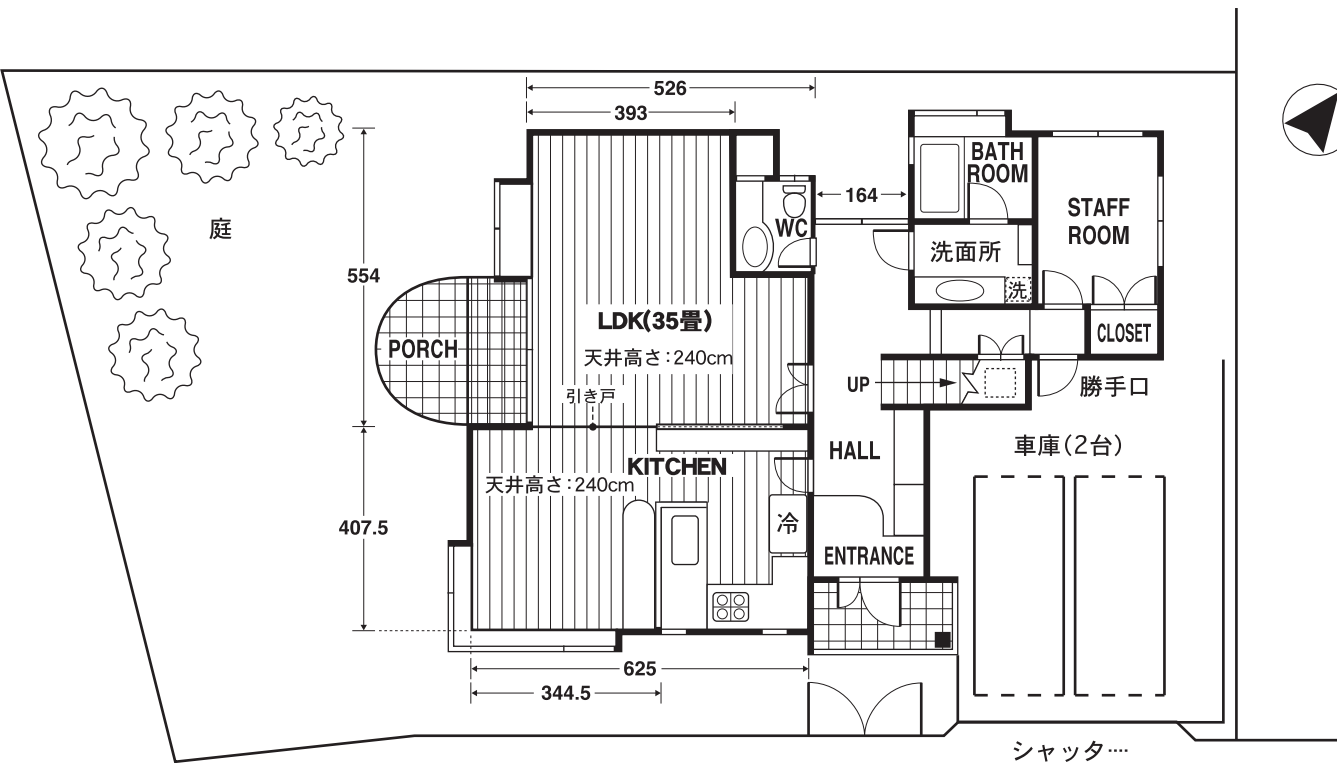 526
393
BATH
ROOM
164
STAFF
ROOM
WC
庭
洗面所
554
洗
LDK(35畳)
CLOSET
PORCH
天井高さ:240cm
UP
勝手口
引き戸
車庫(2台)
HALL
KITCHEN
天井高さ:240cm
冷
407.5
ENTRANCE
625
344.5
シャッタ····